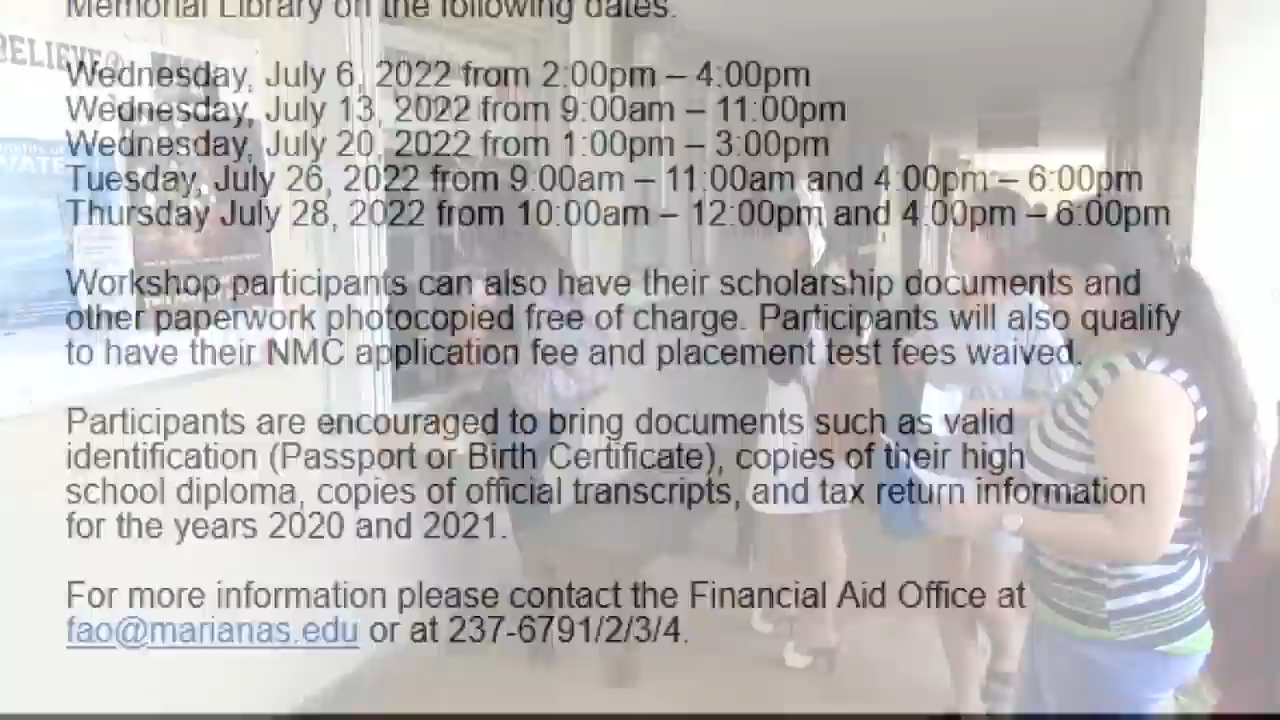 Memorial Library on the following dates.
Wednesday, July 6, 2022 from 2:00pm – 4:00pm
Wednesday, July 13, 2022 from 9:00am – 11:00pm
Wednesday, July 20, 2022 from 1:00pm – 3:00pm
Tuesday, July 26, 2022 from 9:00am – 11:00am and 4:00pm – 6:00pm
Thursday July 28, 2022 from 10:00am – 12:00pm and 4:00pm – 6:00pm
Workshop participants can also have their scholarship documents and
other paperwork photocopied free of charge. Participants will also qualify
to have their NMC application fee and placement test fees waived.
Participants are encouraged to bring documents such as valid
identification (Passport or Birth Certificate), copies of their high
school diploma, copies of official transcripts, and tax return information
for the years 2020 and 2021.
For more information please contact the Financial Aid Office at
fao@marianas.edu or at 237-6791/2/3/4.
BELIEVE